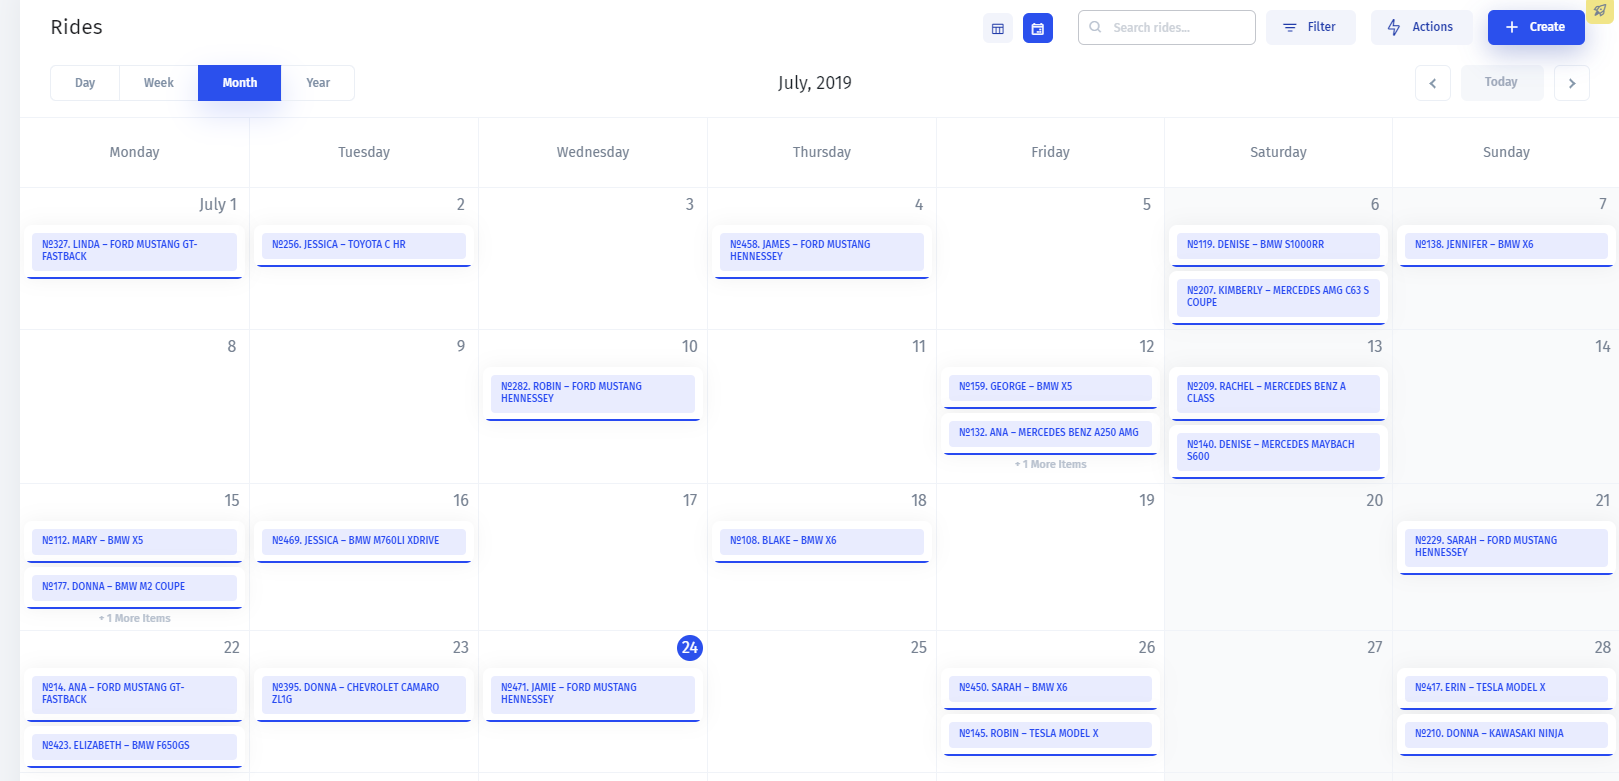 Rides
Search rides...
Filter
Actions
Create
Day Week Month Year
July, 2019
Today
Monday Tuesday Wednesday Thursday Friday Saturday Sunday
July 1
№327. LINDA – FORD MUSTANG GT-
FASTBACK
2
№256. JESSICA – TOYOTA C HR
3
4
№458. JAMES – FORD MUSTANG
HENNESSEY
5
6
№119. DENISE – BMW S1000RR
№207. KIMBERLY – MERCEDES AMG C63 S
COUPE
7
№138. JENNIFER – BMW X6
8
9
10
№282. ROBIN – FORD MUSTANG
HENNESSEY
11
12
№159. GEORGE – BMW X5
№132. ANA – MERCEDES BENZ A250 AMG
+ 1 More Items
13
№209. RACHEL – MERCEDES BENZ A
CLASS
№140. DENISE – MERCEDES MAYBACH
S600
14
15
№112. MARY – BMW X5
№177. DONNA – BMW M2 COUPE
+ 1 More Items
16
№469. JESSICA – BMW M760LI XDRIVE
17
18
№108. BLAKE – BMW X6
19
20
21
№229. SARAH – FORD MUSTANG
HENNESSEY
22
№14. ANA – FORD MUSTANG GT-
FASTBACK
№423. ELIZABETH – BMW F650GS
23
№395. DONNA – CHEVROLET CAMARO
ZL1G
24
№471. JAMIE – FORD MUSTANG
HENNESSEY
25
26
№450. SARAH – BMW X6
№145. ROBIN – TESLA MODEL X
27
28
№417. ERIN – TESLA MODEL X
№210. DONNA – KAWASAKI NINJA